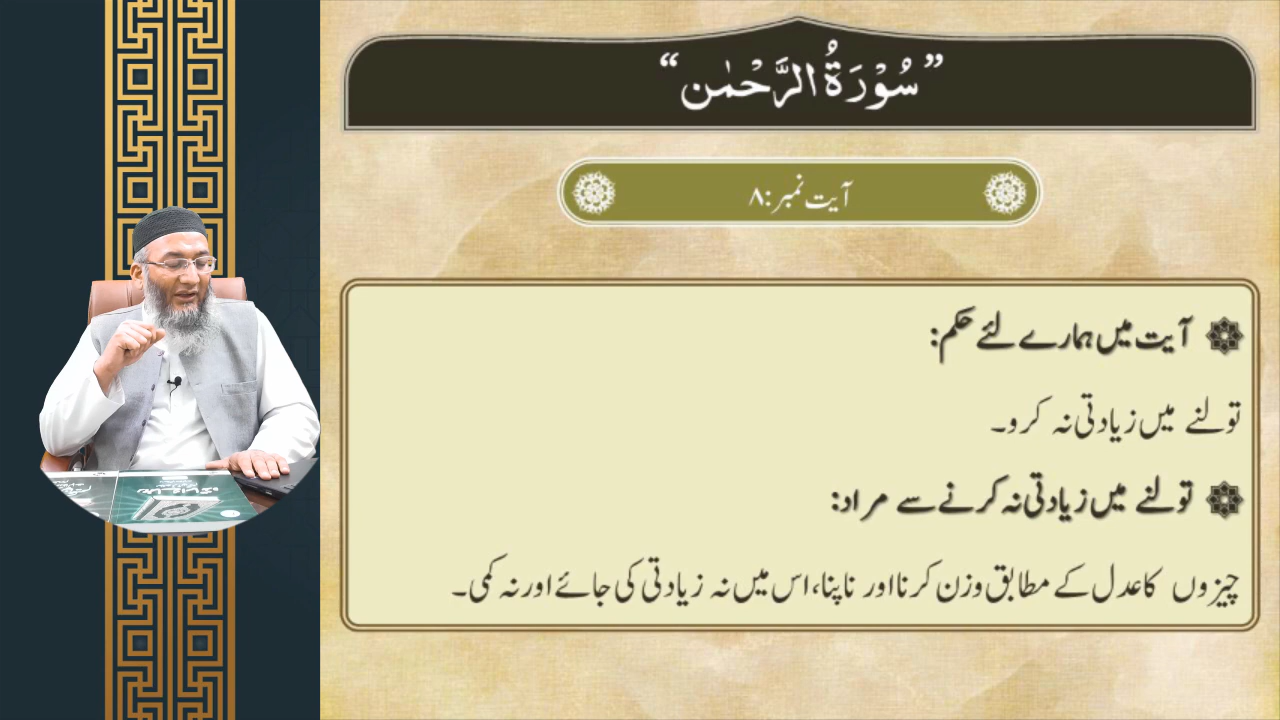 ”سُوْرَۃُ الرَّحْمٰن“
آیت نمبر: ۸
آیت میں ہمارے لئے حکم:
تولنے میں زیادتی نہ کرو۔
تولنے میں زیادتی نہ کرنے سے مراد:
چیزوں کا عدل کے مطابق وزن کرنا اور ناپنا، اس میں نہ زیادتی کی جائے اور نہ کمی۔